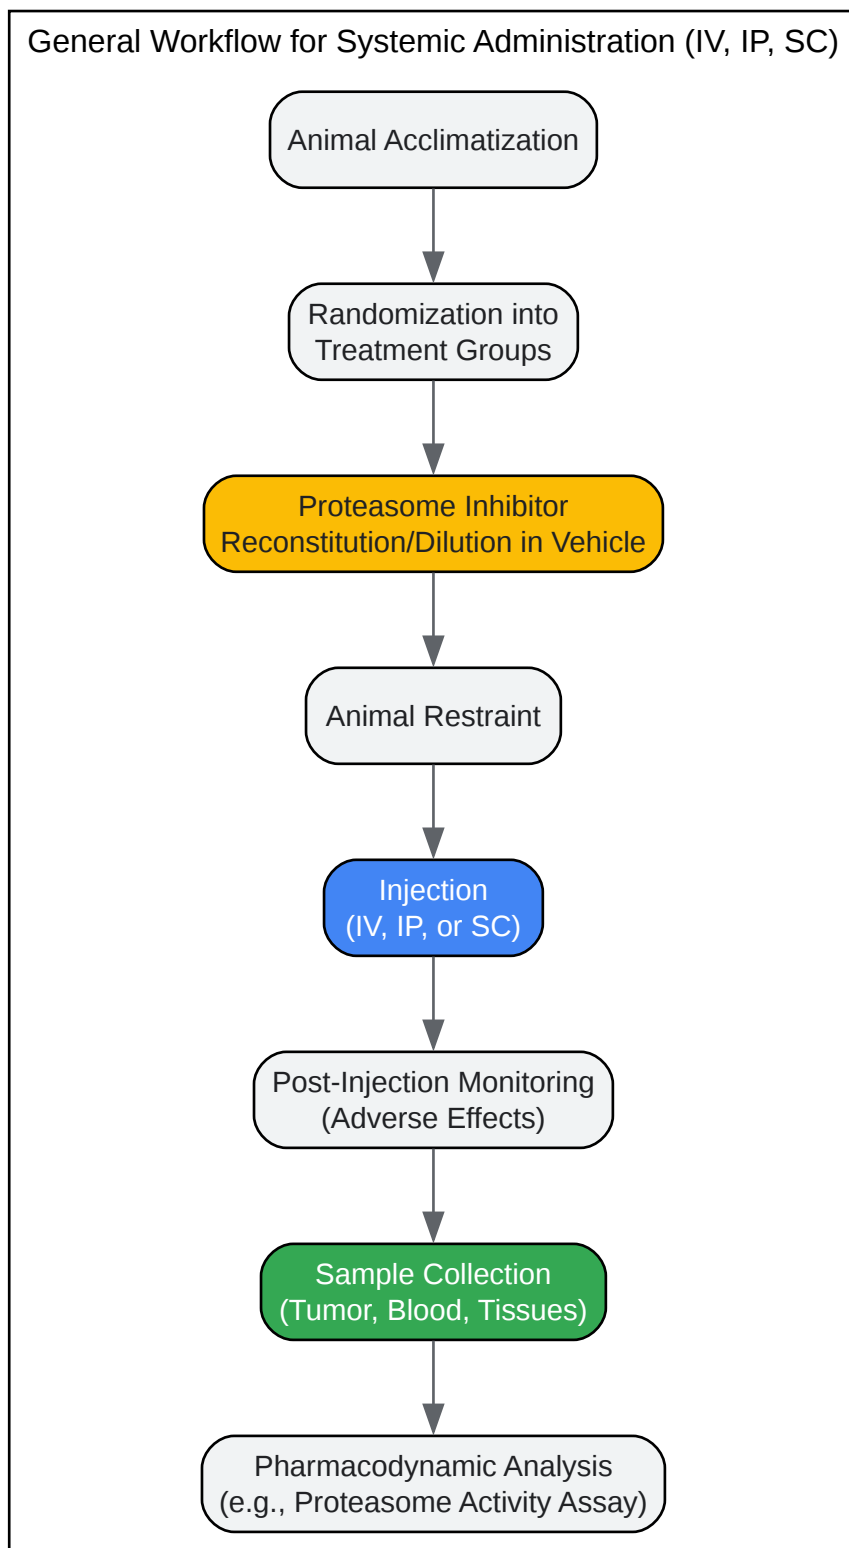 General Workflow for Systemic Administration (IV, IP, SC)
Animal Acclimatization
Randomization into
Treatment Groups
Proteasome Inhibitor
Reconstitution/Dilution in Vehicle
Animal Restraint
Injection
(IV, IP, or SC)
Post-Injection Monitoring
(Adverse Effects)
Sample Collection
(Tumor, Blood, Tissues)
Pharmacodynamic Analysis
(e.g., Proteasome Activity Assay)